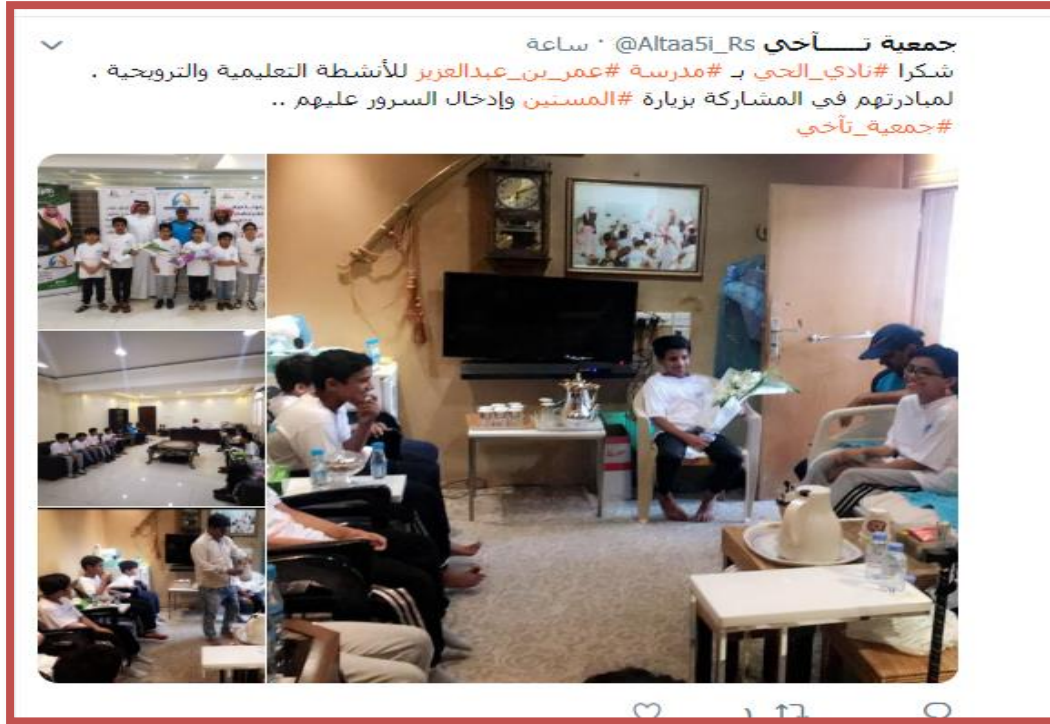 جمعية تـــــآخي @Altaa5i_Rs · ساعة
شكرا #نادي_الحي بـ #مدرسة #عمر_بن_عبدالعزيز للأنشطة التعليمية والترويحية .
لمبادرتهم في المشاركة بزيارة #المسنين وإدخال السرور عليهم ..
#جمعية_تآخي